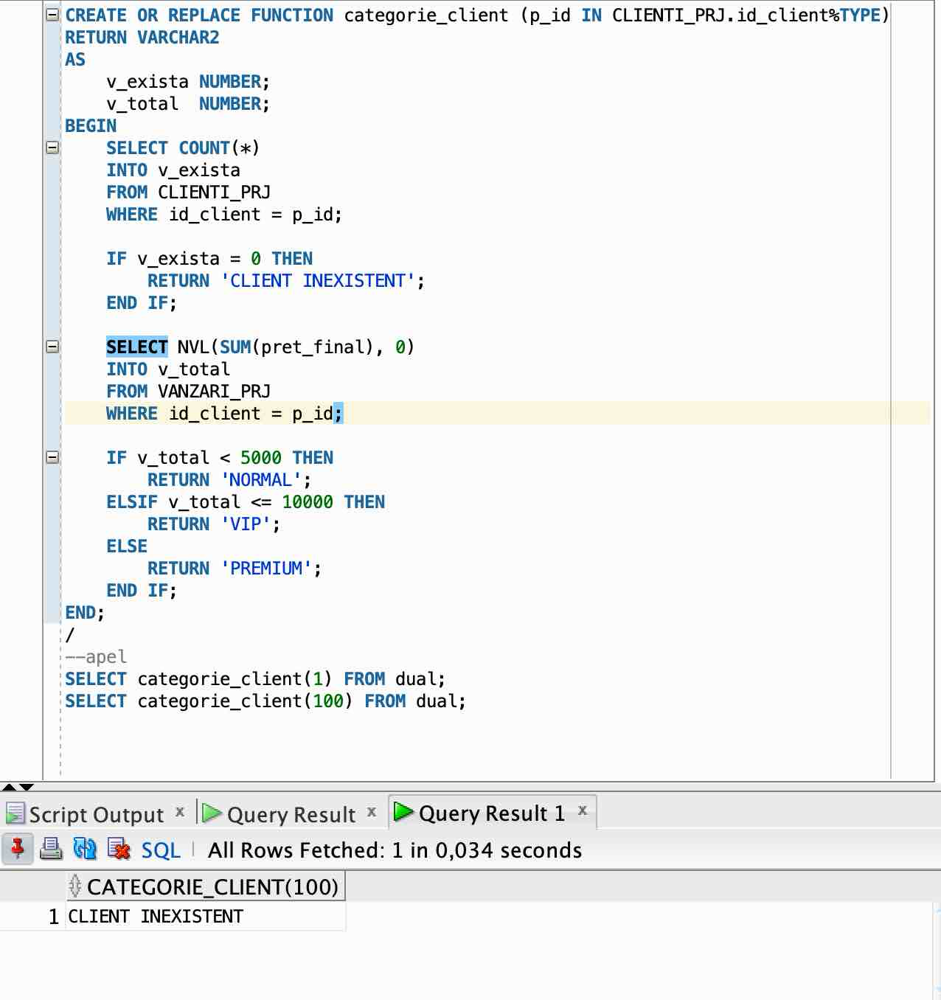 CREATE OR REPLACE FUNCTION categorie_client (p_id IN CLIENTI_PRJ.id_client%TYPE)
RETURN VARCHAR2
AS
    v_exista NUMBER;
    v_total  NUMBER;
BEGIN
    SELECT COUNT(*)
    INTO v_exista
    FROM CLIENTI_PRJ
    WHERE id_client = p_id;

    IF v_exista = 0 THEN
        RETURN 'CLIENT INEXISTENT';
    END IF;

    SELECT NVL(SUM(pret_final), 0)
    INTO v_total
    FROM VANZARI_PRJ
    WHERE id_client = p_id;

    IF v_total < 5000 THEN
        RETURN 'NORMAL';
    ELSIF v_total <= 10000 THEN
        RETURN 'VIP';
    ELSE
        RETURN 'PREMIUM';
    END IF;
END;
/
--apel
SELECT categorie_client(1) FROM dual;
SELECT categorie_client(100) FROM dual;
Script Output x Query Result x Query Result 1 x
SQL | All Rows Fetched: 1 in 0,034 seconds
CATEGORIE_CLIENT(100)
1 CLIENT INEXISTENT